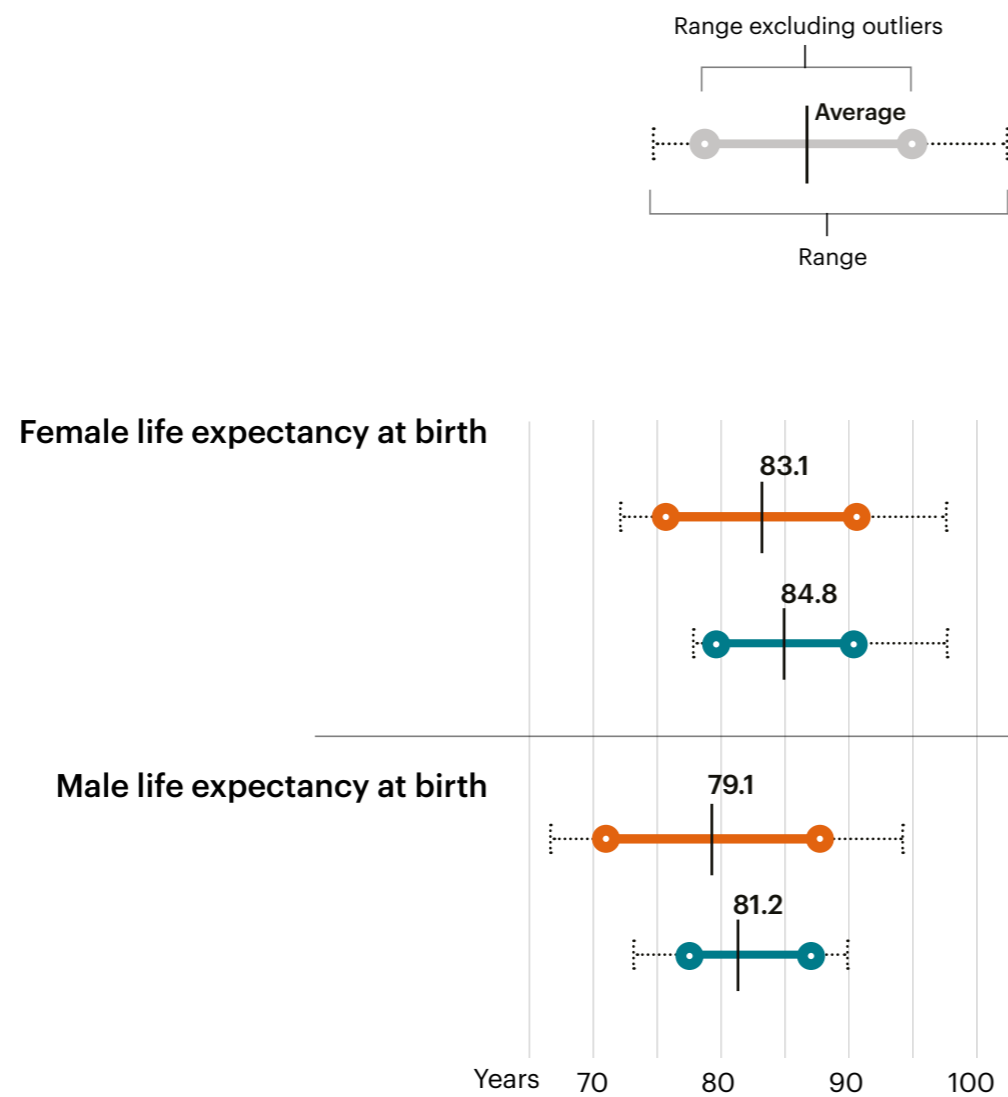 Range excluding outliers
Average
Range
Female life expectancy at birth
83.1
84.8
Male life expectancy at birth
79.1
81.2
Years 70 80 90 100